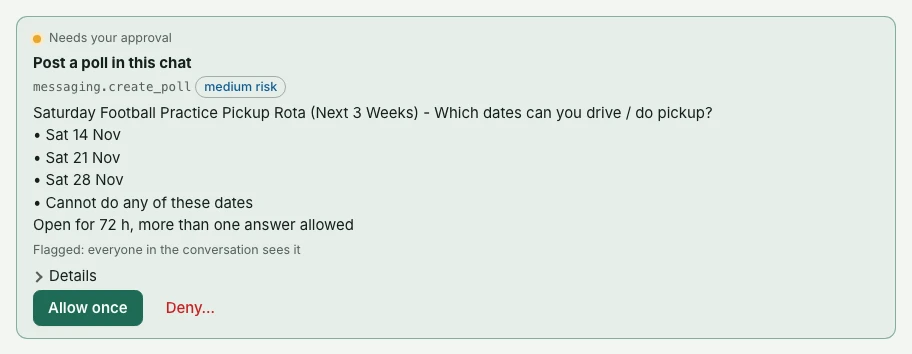 Needs your approval
Post a poll in this chat
messaging.create_poll medium risk
Saturday Football Practice Pickup Rota (Next 3 Weeks) - Which dates can you drive / do pickup?
• Sat 14 Nov
• Sat 21 Nov
• Sat 28 Nov
• Cannot do any of these dates
Open for 72 h, more than one answer allowed
Flagged: everyone in the conversation sees it
Details
Allow once Deny...